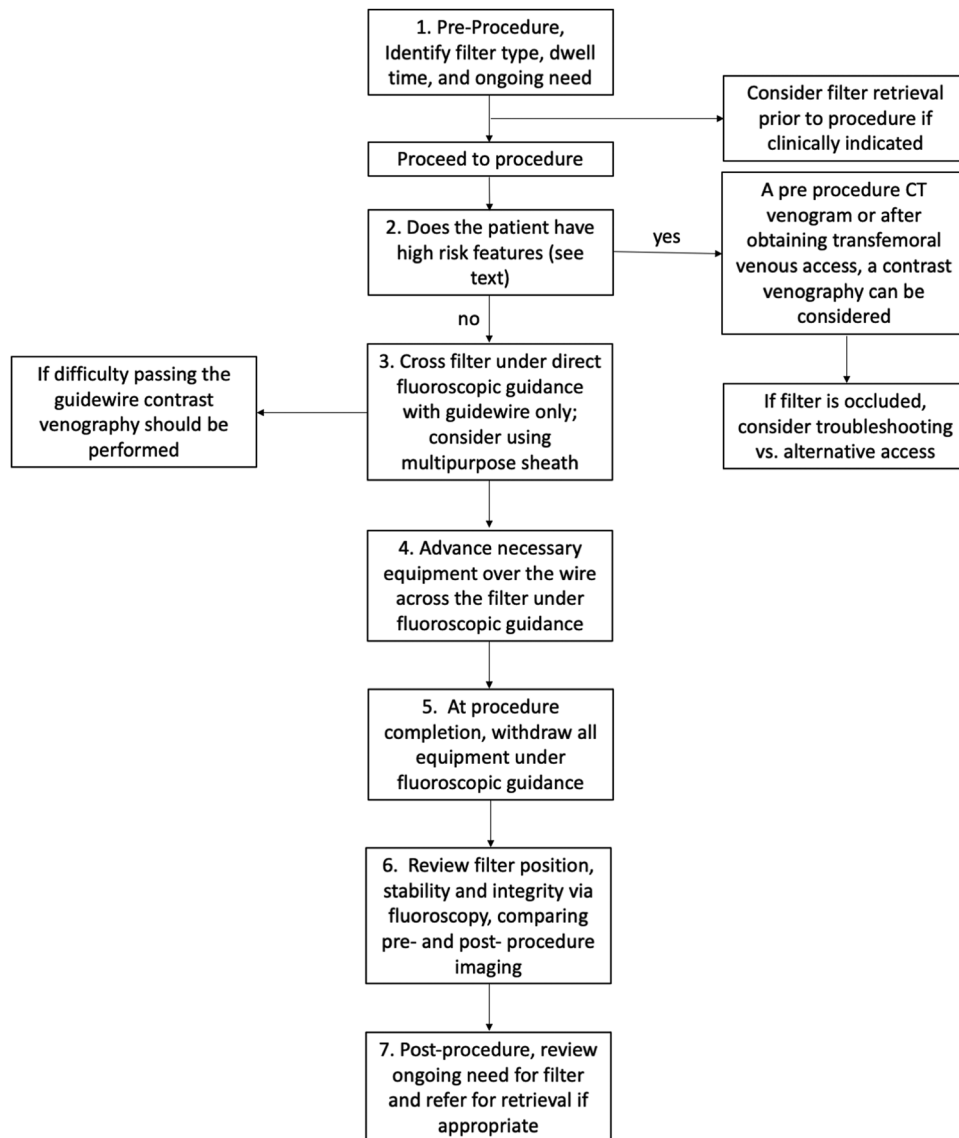 1. Pre-Procedure,
Identify filter type, dwell
time, and ongoing need
Consider filter retrieval
prior to procedure if
clinically indicated
Proceed to procedure
2. Does the patient have
high risk features (see
text)
yes
A pre procedure CT
venogram or after
obtaining transfemoral
venous access, a contrast
venography can be
considered
no
If difficulty passing the
guidewire contrast
venography should be
performed
3. Cross filter under direct
fluoroscopic guidance
with guidewire only;
consider using
multipurpose sheath
If filter is occluded,
consider troubleshooting
vs. alternative access
4. Advance necessary
equipment over the wire
across the filter under
fluoroscopic guidance
5. At procedure
completion, withdraw all
equipment under
fluoroscopic guidance
6. Review filter position,
stability and integrity via
fluoroscopy, comparing
pre- and post- procedure
imaging
7. Post-procedure, review
ongoing need for filter
and refer for retrieval if
appropriate